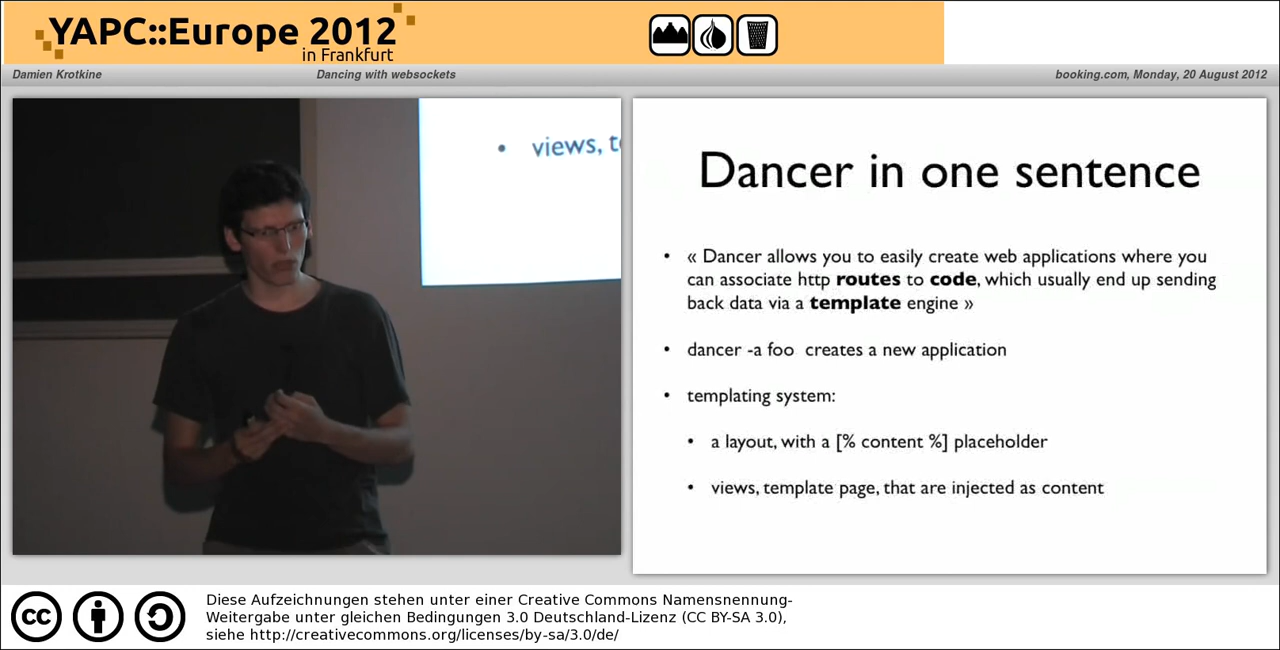 YAPC::Europe 2012
in Frankfurt
Damien Krotkine
Dancing with websockets
booking.com, Monday, 20 August 2012
• views, t
Dancer in one sentence
• « Dancer allows you to easily create web applications where you
can associate http routes to code, which usually end up sending
back data via a template engine »
• dancer -a foo creates a new application
• templating system:
• a layout, with a [% content %] placeholder
• views, template page, that are injected as content
cc
Diese Aufzeichnungen stehen unter einer Creative Commons Namensnennung-
Weitergabe unter gleichen Bedingungen 3.0 Deutschland-Lizenz (CC BY-SA 3.0),
siehe http://creativecommons.org/licenses/by-sa/3.0/de/